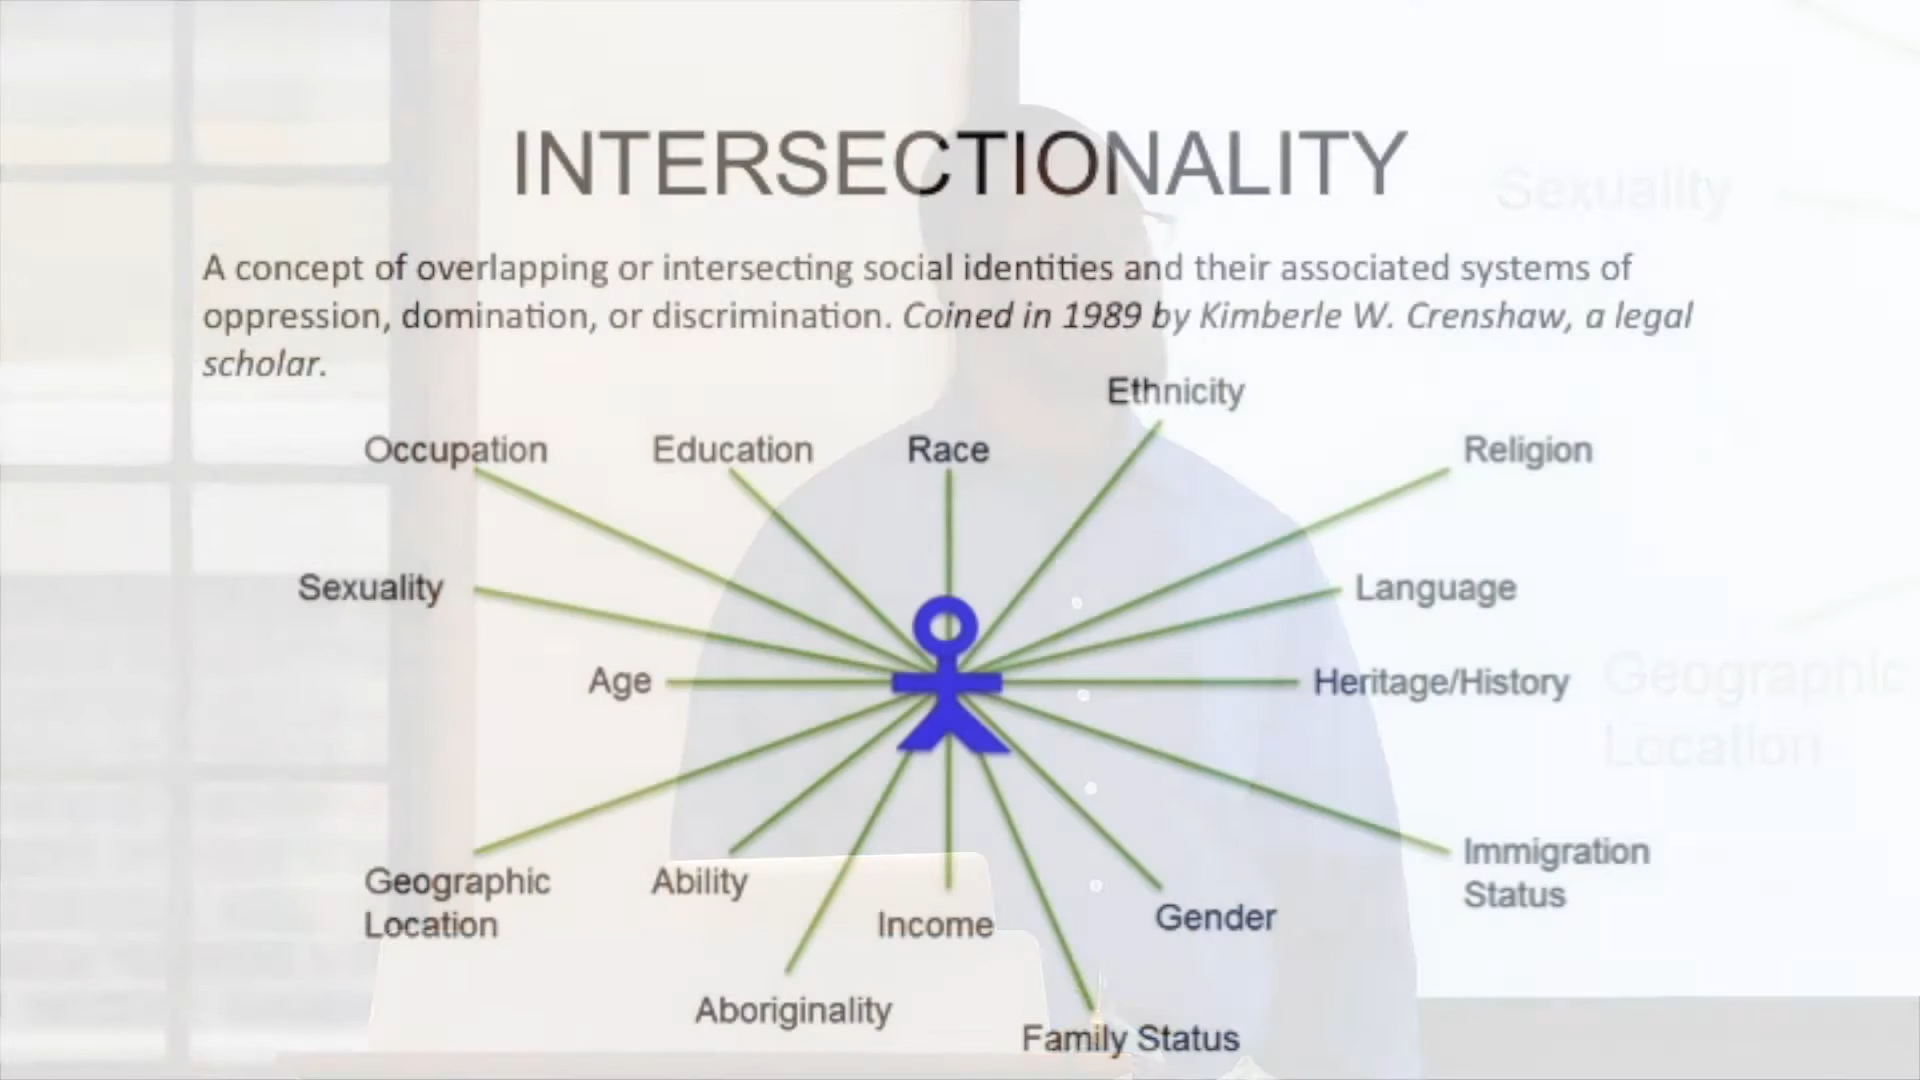 INTERSECTIONALITY
A concept of overlapping or intersecting social identities and their associated systems of
oppression, domination, or discrimination. Coined in 1989 by Kimberle W. Crenshaw, a legal
scholar.
Ethnicity
Occupation
Education
Race
Religion
Sexuality
Language
Age
Heritage/History
Geographic
Location
Ability
Income
Gender
Immigration
Status
Aboriginality
Family Status
Sexuality
Geographic
Location